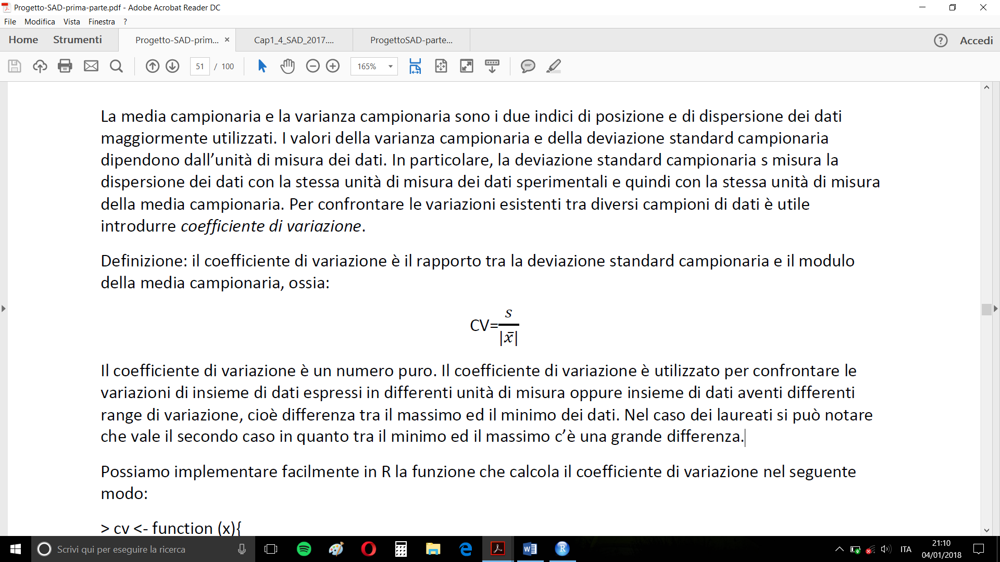 Progetto-SAD-prima-parte.pdf - Adobe Acrobat Reader DC
File Modifica Vista Finestra ?
Home Strumenti Progetto-SAD-prim... × Cap1_4_SAD_2017.... ProgettoSAD-parte... ? Accedi
51 / 100 165%
La media campionaria e la varianza campionaria sono i due indici di posizione e di dispersione dei dati
maggiormente utilizzati. I valori della varianza campionaria e della deviazione standard campionaria
dipendono dall’unità di misura dei dati. In particolare, la deviazione standard campionaria s misura la
dispersione dei dati con la stessa unità di misura dei dati sperimentali e quindi con la stessa unità di misura
della media campionaria. Per confrontare le variazioni esistenti tra diversi campioni di dati è utile
introdurre coefficiente di variazione.
Definizione: il coefficiente di variazione è il rapporto tra la deviazione standard campionaria e il modulo
della media campionaria, ossia:
CV=s/|x̄|
Il coefficiente di variazione è un numero puro. Il coefficiente di variazione è utilizzato per confrontare le
variazioni di insieme di dati espressi in differenti unità di misura oppure insieme di dati aventi differenti
range di variazione, cioè differenza tra il massimo ed il minimo dei dati. Nel caso dei laureati si può notare
che vale il secondo caso in quanto tra il minimo ed il massimo c’è una grande differenza.
Possiamo implementare facilmente in R la funzione che calcola il coefficiente di variazione nel seguente
modo:
> cv <- function (x){
Scrivi qui per eseguire la ricerca
ITA
21:10
04/01/2018